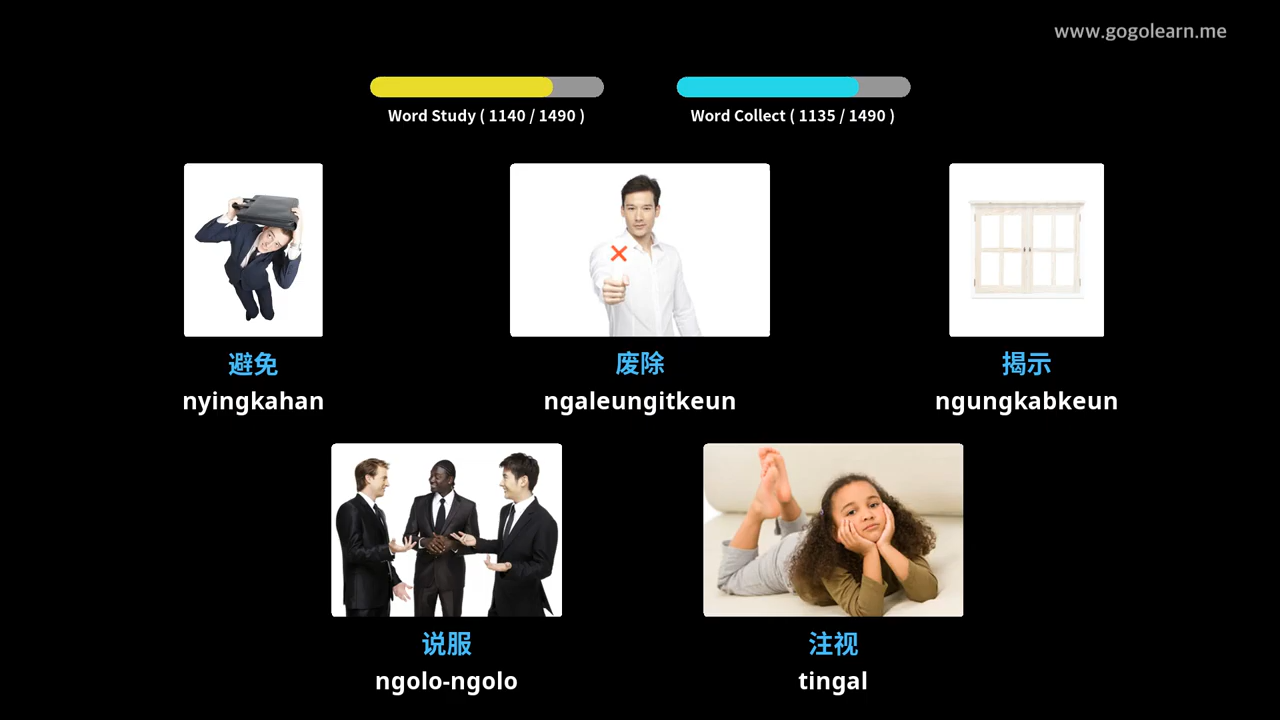 www.gogolearn.me
Word Study ( 1140 / 1490 )
Word Collect ( 1135 / 1490 )
避免
nyingkahan
废除
ngaleungitkeun
揭示
ngungkabkeun
说服
ngolo-ngolo
注视
tingal